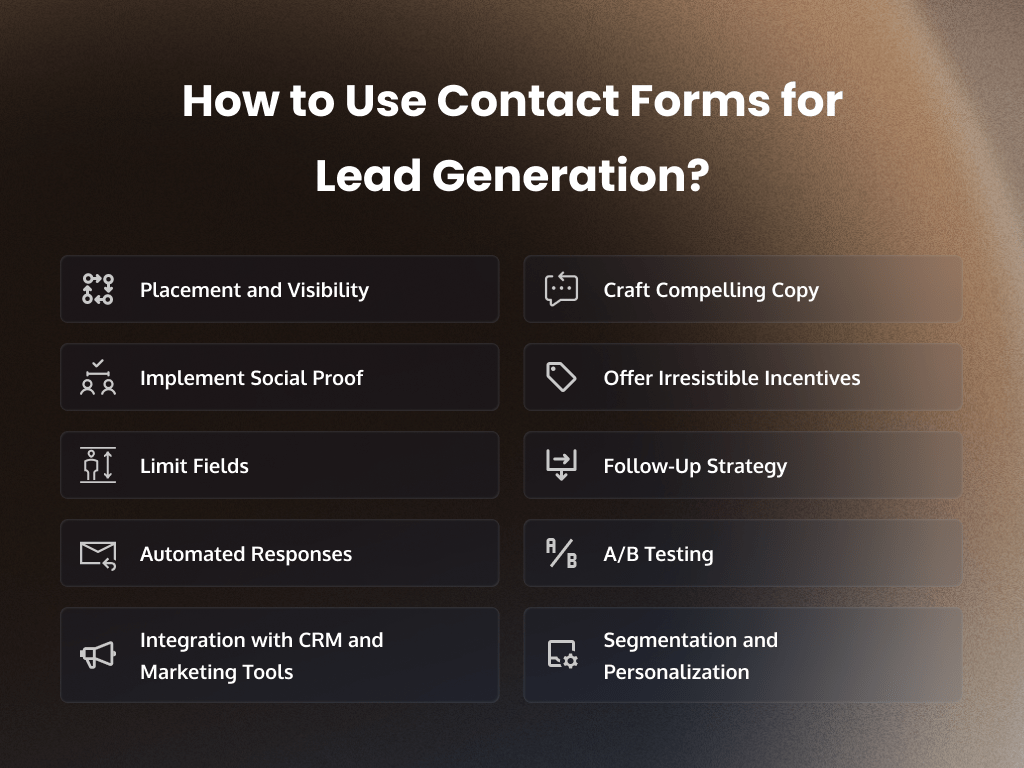 How to Use Contact Forms for
Lead Generation?
Placement and Visibility
Craft Compelling Copy
Implement Social Proof
Offer Irresistible Incentives
Limit Fields
Follow-Up Strategy
Automated Responses
A/B
A/B Testing
Integration with CRM and
Marketing Tools
Segmentation and
Personalization